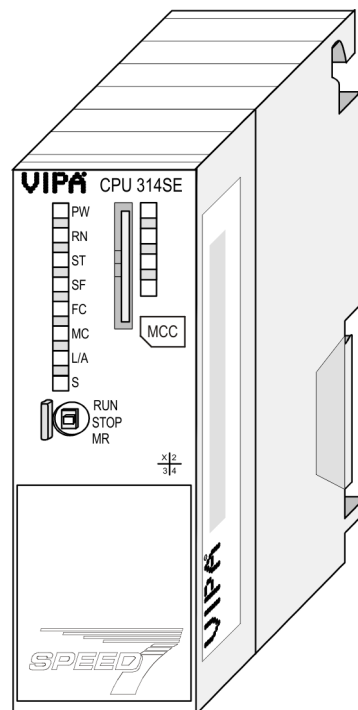 VIPA CPU 314SE
PW
RN
ST
SF
FC
MC
L/A
S
MCC
RUN
STOP
MR
X 2
3 4
SPEED7
VIPA